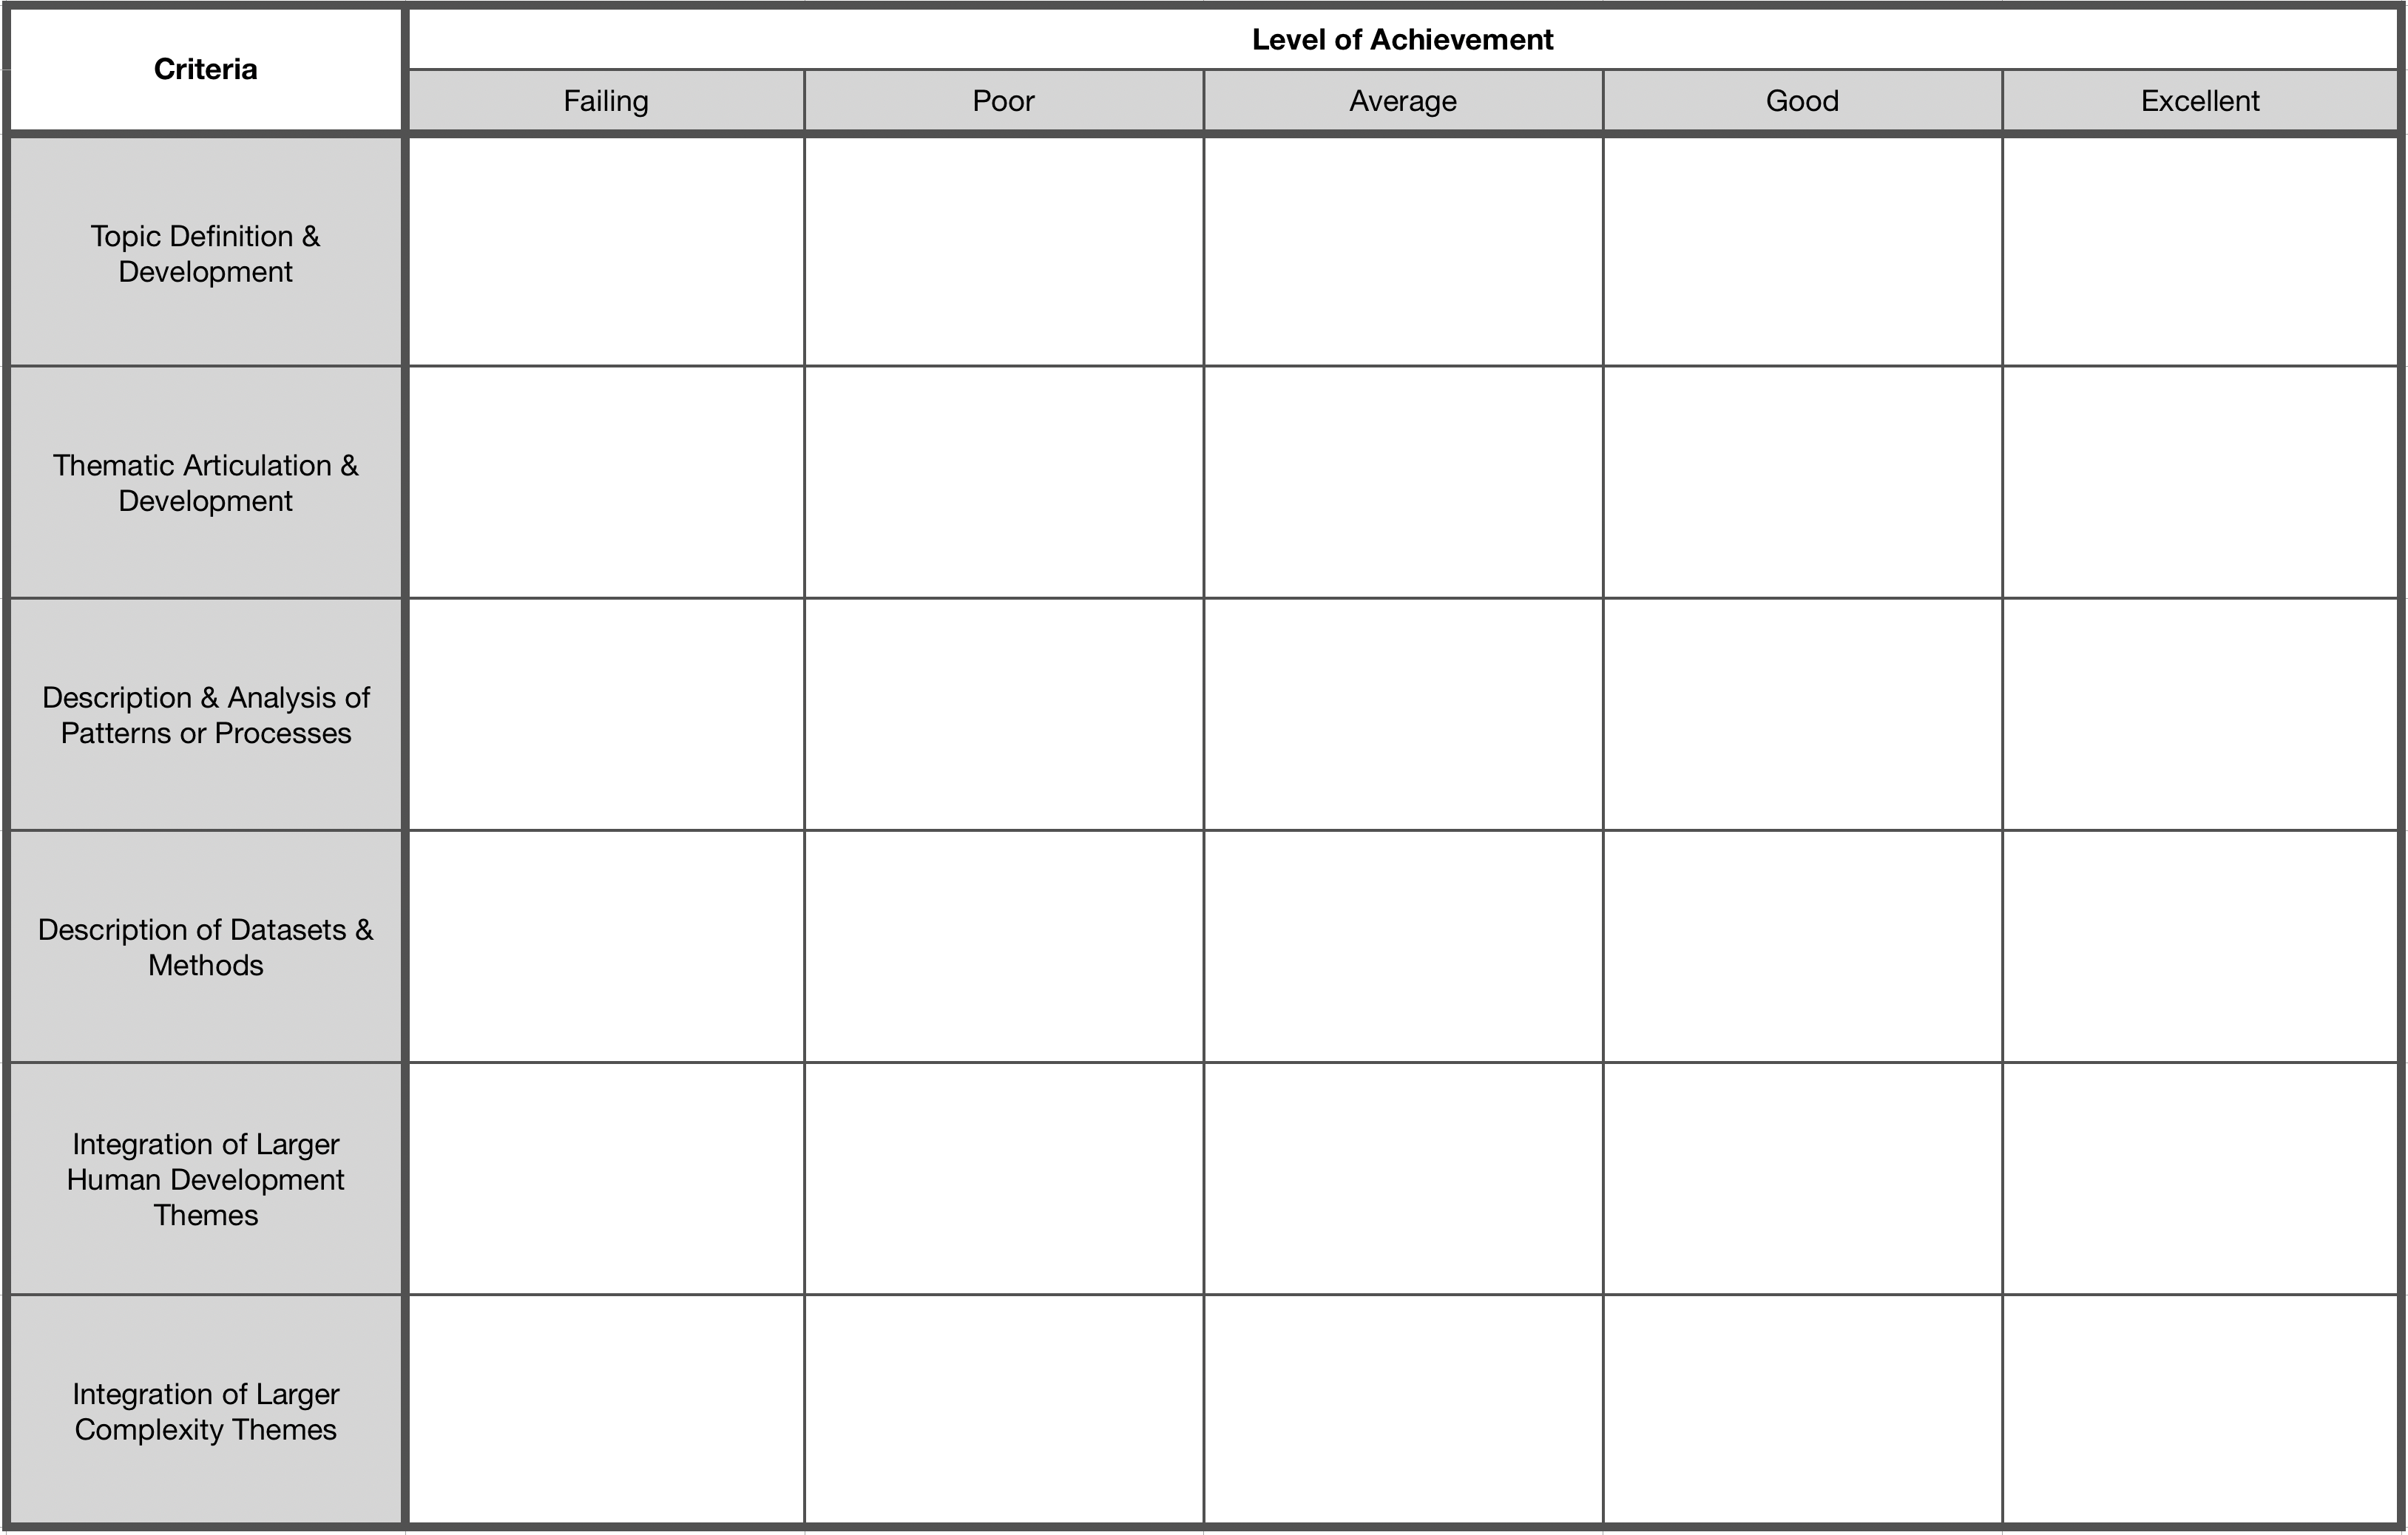 Criteria
Level of Achievement
Failing
Poor
Average
Good
Excellent
Topic Definition &
Development
Thematic Articulation &
Development
Description & Analysis of
Patterns or Processes
Description of Datasets &
Methods
Integration of Larger
Human Development
Themes
Integration of Larger
Complexity Themes